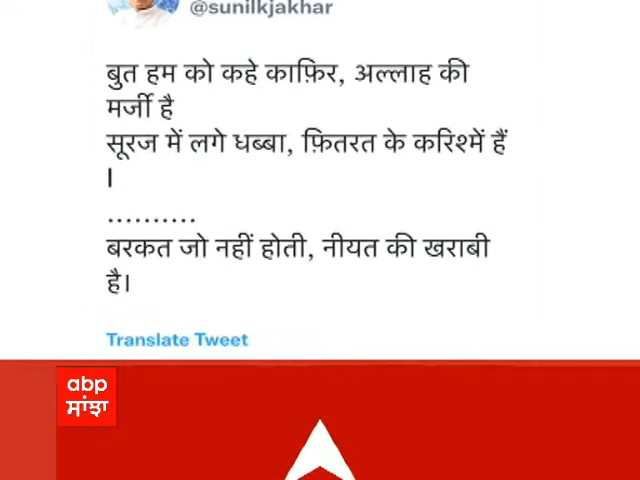 @sunilkjakhar
बुत हम को कहे काफ़िर, अल्लाह की
मर्जी है
सूरज में लगे धब्बा, फ़ितरत के करिश्में हैं
|
..........
बरकत जो नहीं होती, नीयत की खराबी
है।
Translate Tweet
abp
ਸਾਂਝਾ